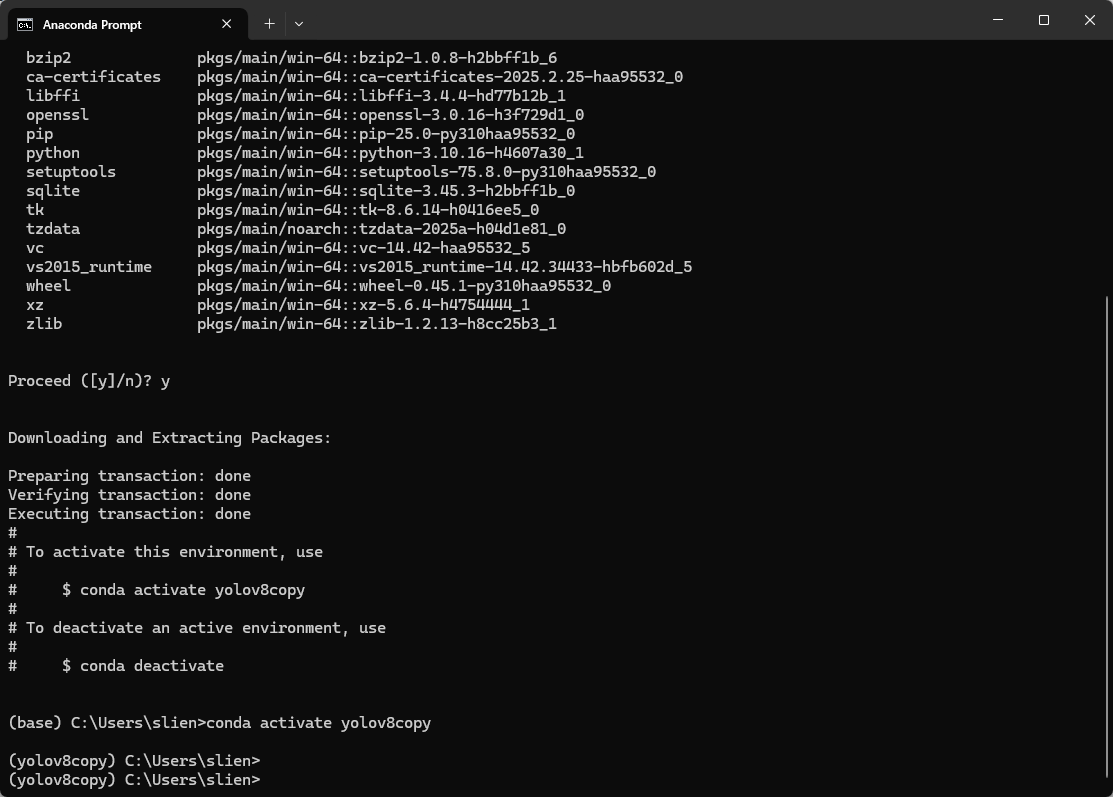 Anaconda Prompt
bzip2 pkgs/main/win-64::bzip2-1.0.8-h2bbff1b_6
ca-certificates pkgs/main/win-64::ca-certificates-2025.2.25-haa95532_0
libffi pkgs/main/win-64::libffi-3.4.4-hd77b12b_1
openssl pkgs/main/win-64::openssl-3.0.16-h3f729d1_0
pip pkgs/main/win-64::pip-25.0-py310haa95532_0
python pkgs/main/win-64::python-3.10.16-h4607a30_1
setuptools pkgs/main/win-64::setuptools-75.8.0-py310haa95532_0
sqlite pkgs/main/win-64::sqlite-3.45.3-h2bbff1b_0
tk pkgs/main/win-64::tk-8.6.14-h0416ee5_0
tzdata pkgs/main/noarch::tzdata-2025a-h04d1e81_0
vc pkgs/main/win-64::vc-14.42-haa95532_5
vs2015_runtime pkgs/main/win-64::vs2015_runtime-14.42.34433-hbfb602d_5
wheel pkgs/main/win-64::wheel-0.45.1-py310haa95532_0
xz pkgs/main/win-64::xz-5.6.4-h4754444_1
zlib pkgs/main/win-64::zlib-1.2.13-h8cc25b3_1
Proceed ([y]/n)? y
Downloading and Extracting Packages:
Preparing transaction: done
Verifying transaction: done
Executing transaction: done
#
# To activate this environment, use
#
#     $ conda activate yolov8copy
#
# To deactivate an active environment, use
#
#     $ conda deactivate
(base) C:\Users\slien>conda activate yolov8copy
(yolov8copy) C:\Users\slien>
(yolov8copy) C:\Users\slien>